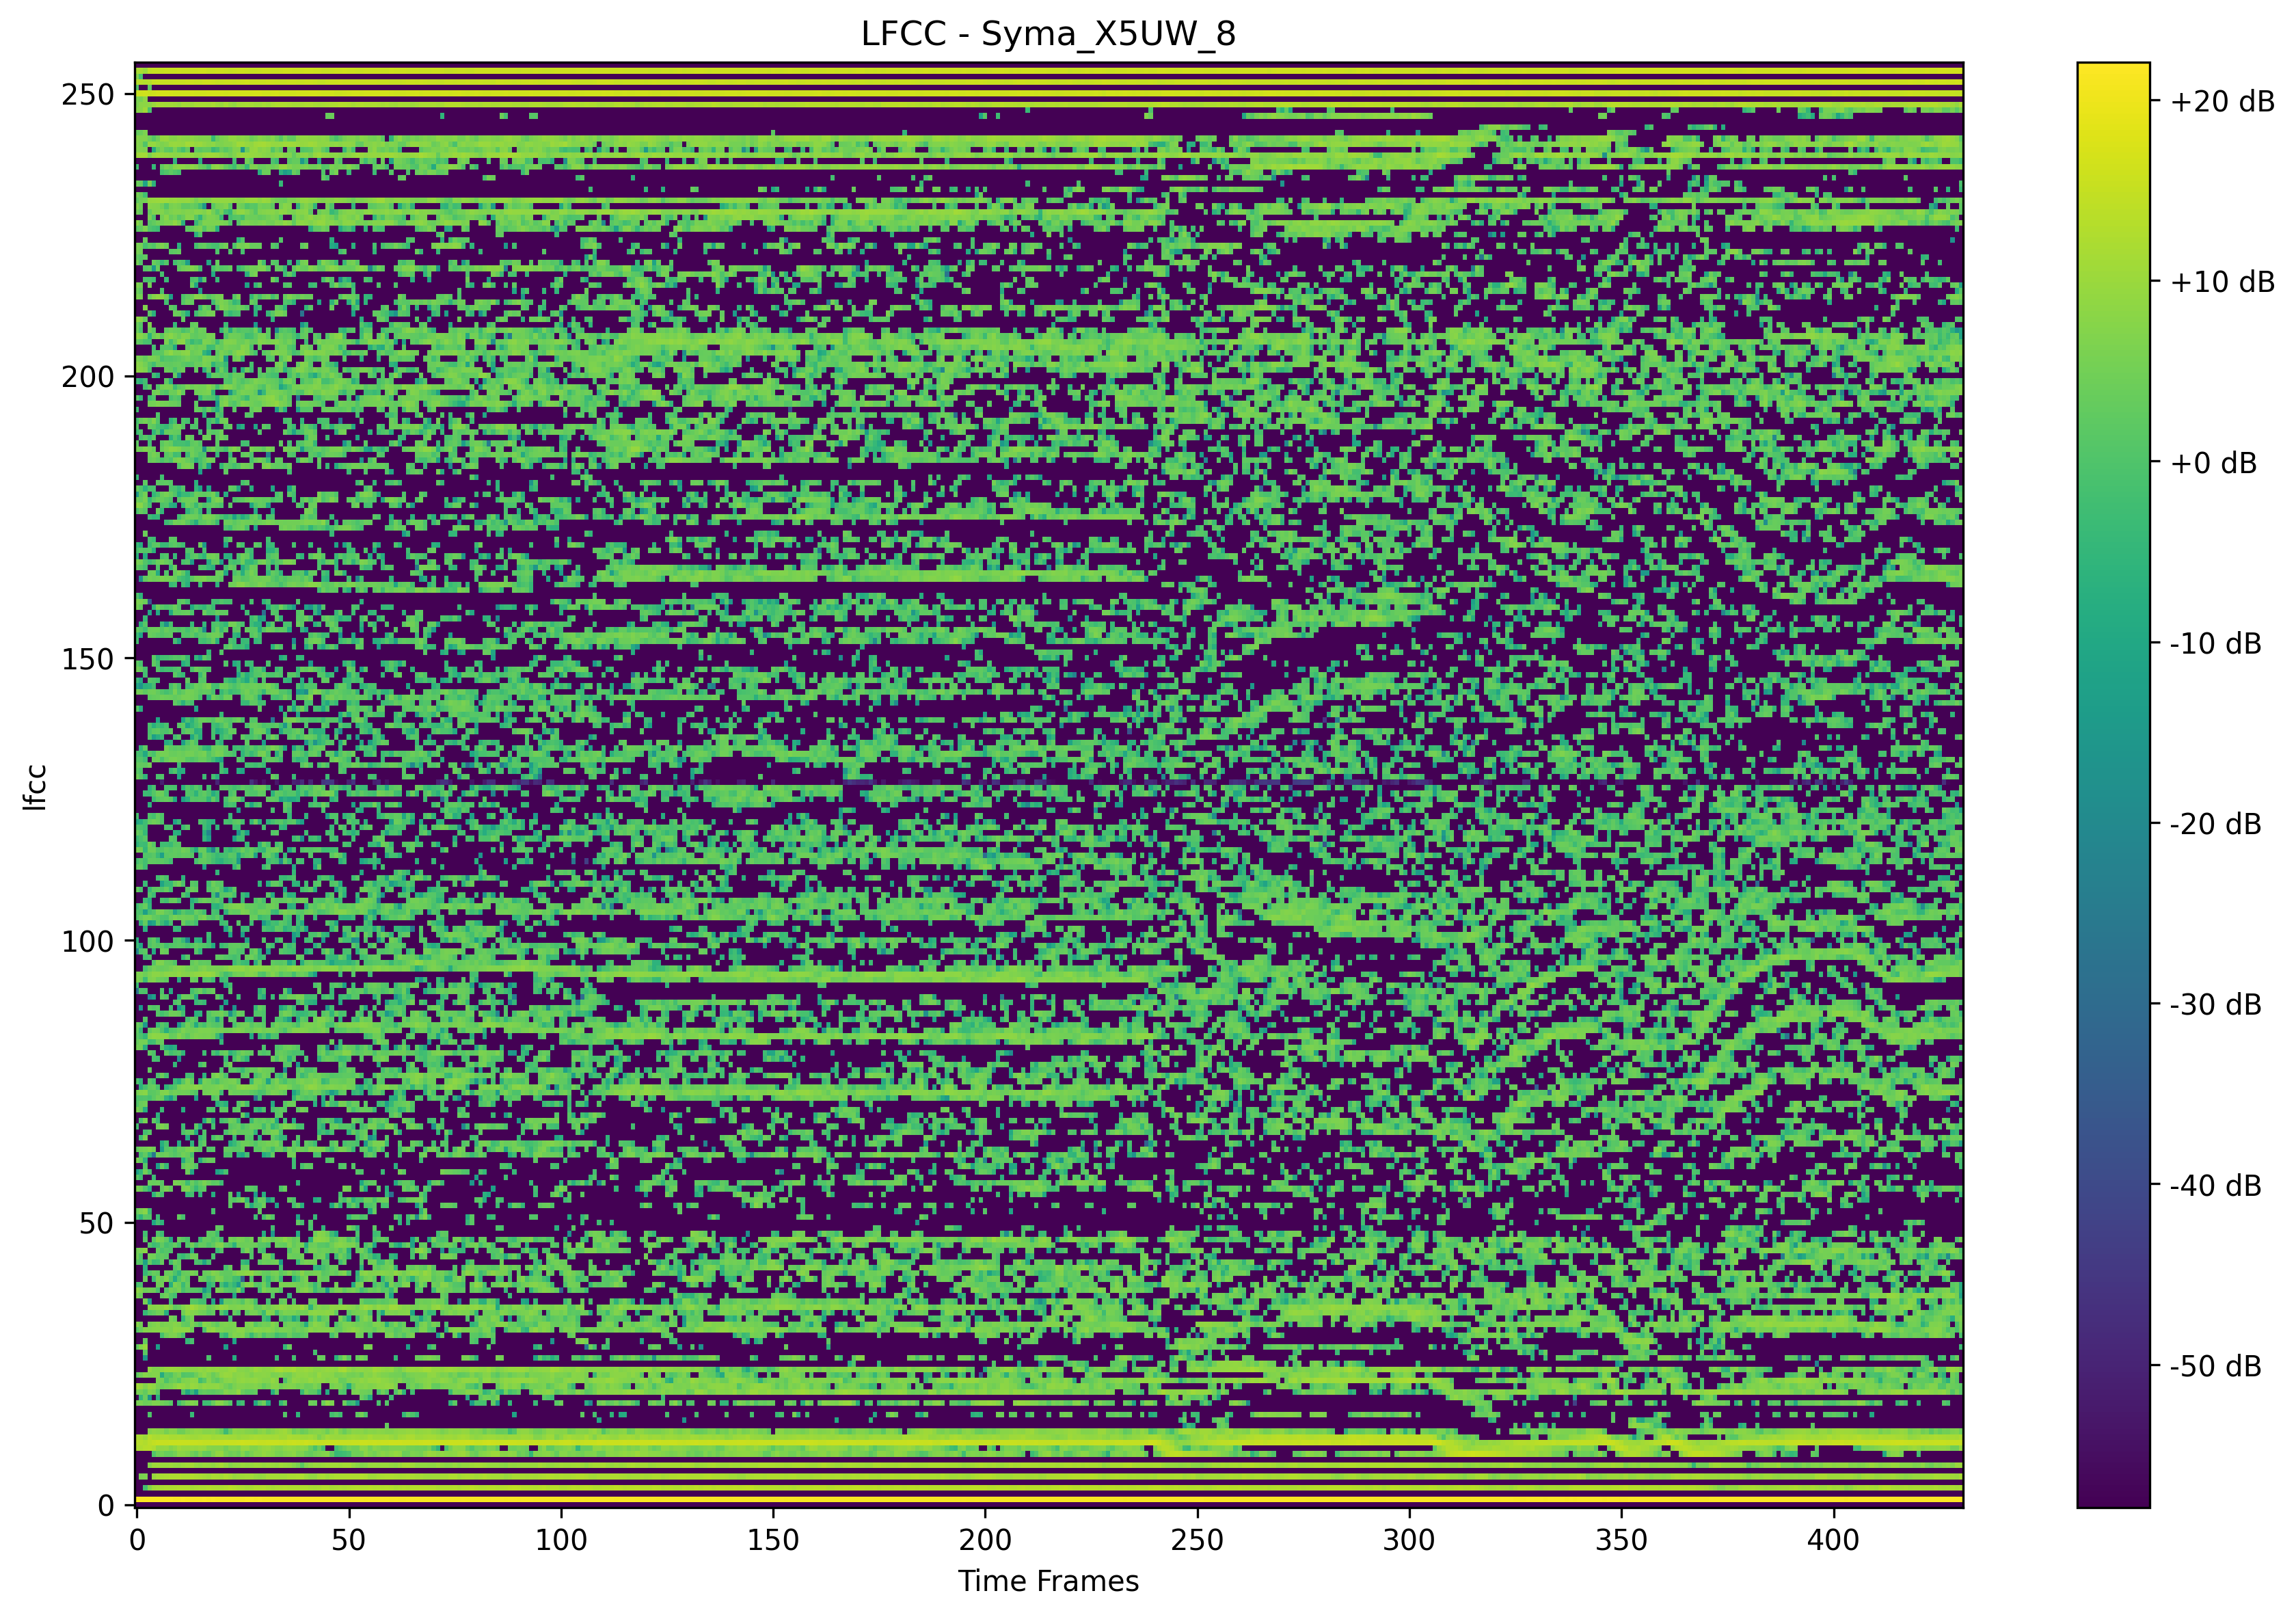 LFCC - Syma_X5UW_8
250
200
150
100
50
0
lfcc
0 50 100 150 200 250 300 350 400
Time Frames
+20 dB
+10 dB
+0 dB
-10 dB
-20 dB
-30 dB
-40 dB
-50 dB